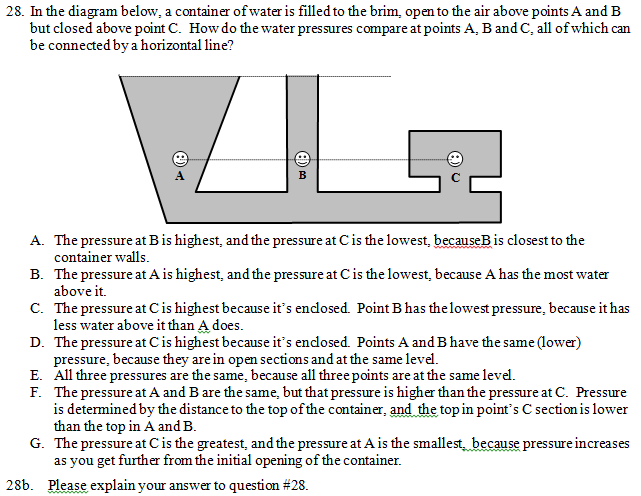 28. In the diagram below, a container of water is filled to the brim, open to the air above points A and B
but closed above point C. How do the water pressures compare at points A, B and C, all of which can
be connected by a horizontal line?
A B C
A. The pressure at B is highest, and the pressure at C is the lowest, becauseB is closest to the
container walls.
B. The pressure at A is highest, and the pressure at C is the lowest, because A has the most water
above it.
C. The pressure at C is highest because it's enclosed. Point B has the lowest pressure, because it has
less water above it than A does.
D. The pressure at C is highest because it's enclosed. Points A and B have the same (lower)
pressure, because they are in open sections and at the same level.
E. All three pressures are the same, because all three points are at the same level.
F. The pressure at A and B are the same, but that pressure is higher than the pressure at C. Pressure
is determined by the distance to the top of the container, and the top in point's C section is lower
than the top in A and B.
G. The pressure at C is the greatest, and the pressure at A is the smallest, because pressure increases
as you get further from the initial opening of the container.
28b. Please explain your answer to question #28.